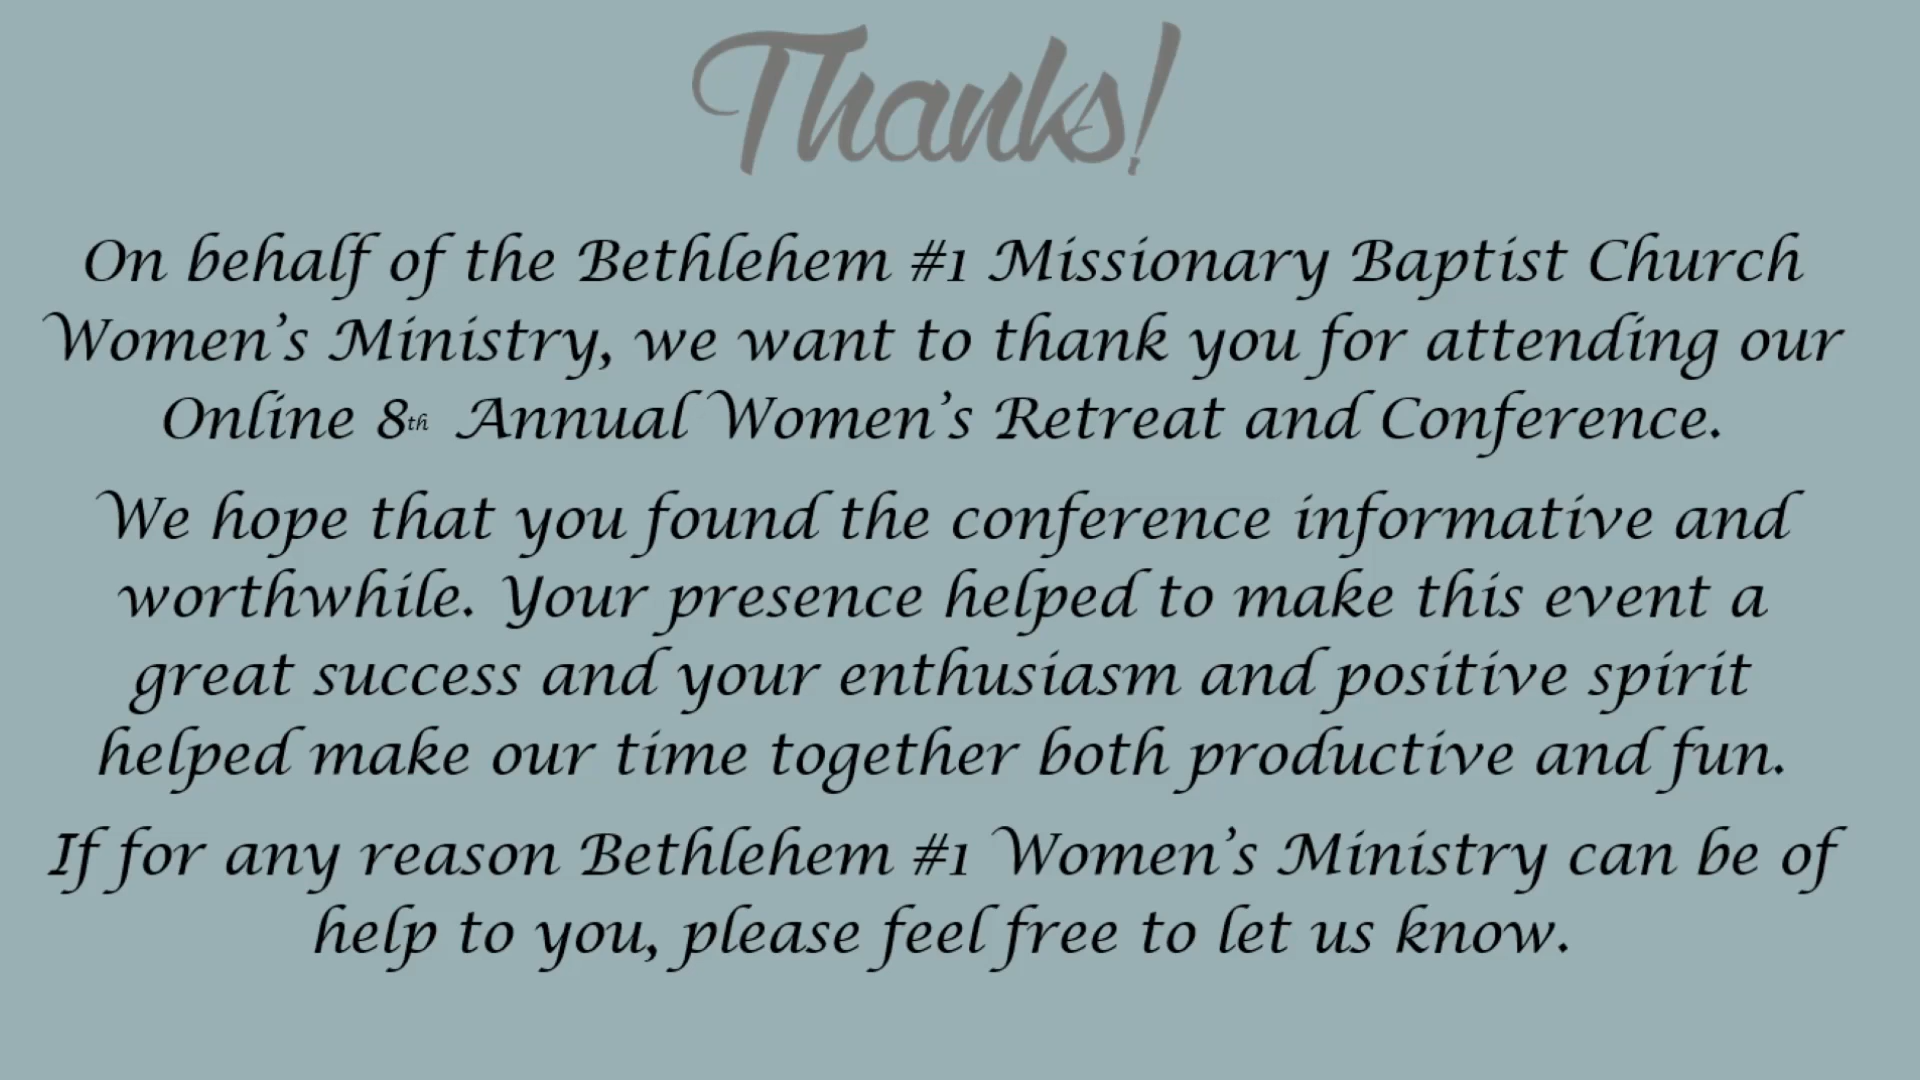 Thanks!
On behalf of the Bethlehem #1 Missionary Baptist Church
Women's Ministry, we want to thank you for attending our
Online 8th Annual Women's Retreat and Conference.
We hope that you found the conference informative and
worthwhile. Your presence helped to make this event a
great success and your enthusiasm and positive spirit
helped make our time together both productive and fun.
If for any reason Bethlehem #1 Women's Ministry can be of
help to you, please feel free to let us know.